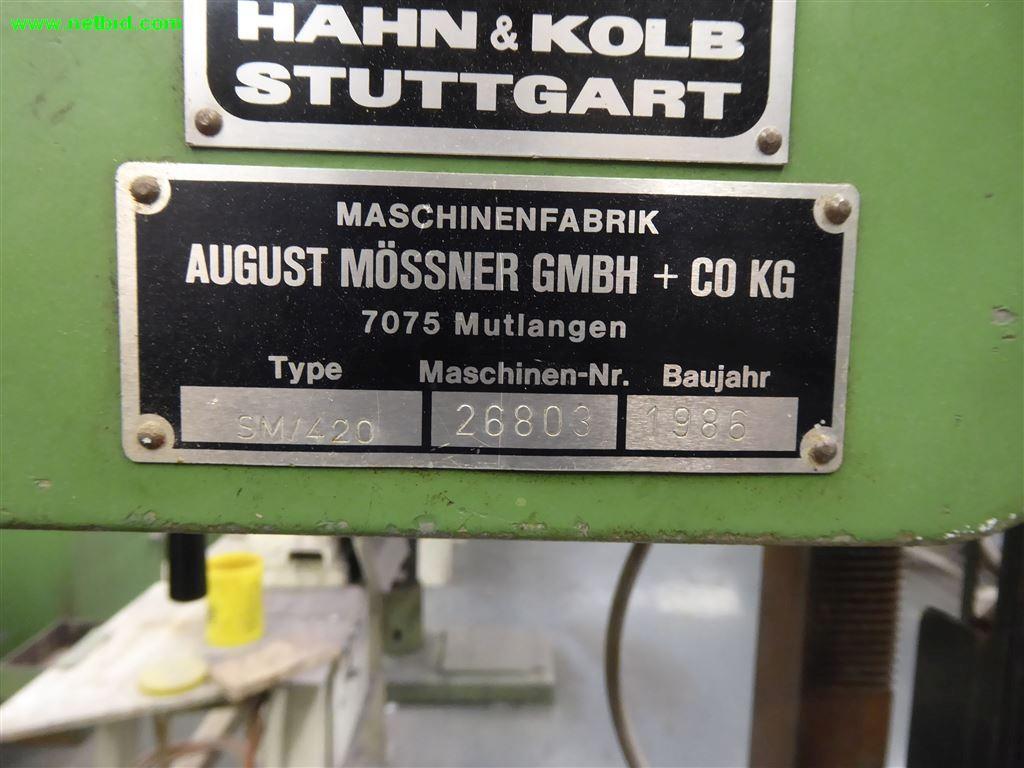 www.netbid.com
HAHN & KOLB
STUTTGART
MASCHINENFABRIK
AUGUST MÖSSNER GMBH + CO KG
7075 Mutlangen
Type Maschinen-Nr. Baujahr
SM/420 26803 1986